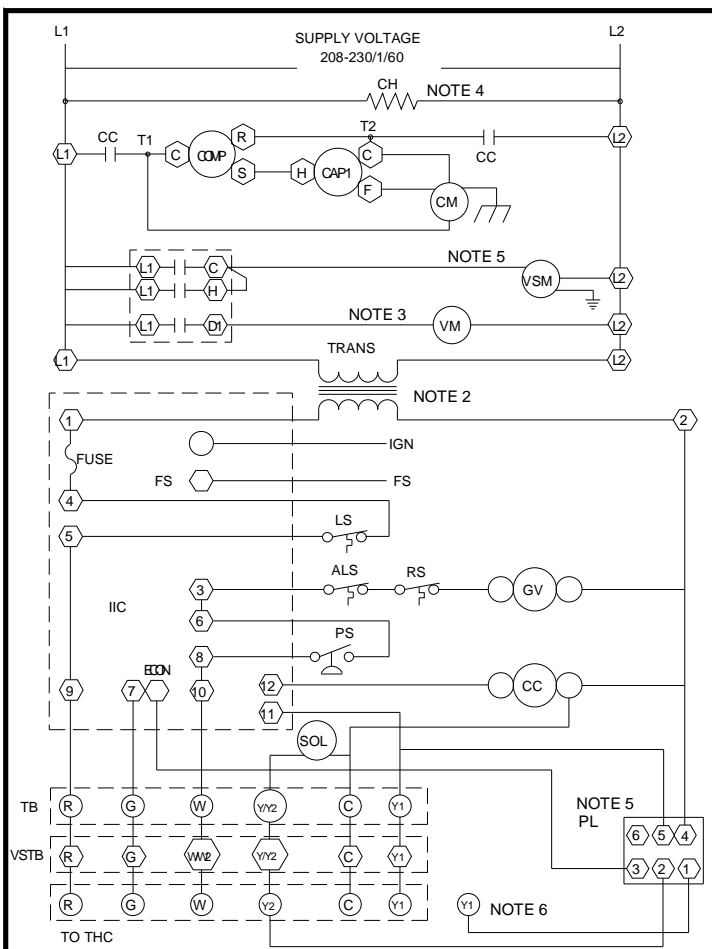 L1 SUPPLY VOLTAGE L2
208-230/1/60
CH NOTE 4
CC T1 R T2
L1 C COMP C CC L2
S H CAP1 F CM
NOTE 5
L1 C VSM L2
L1 H
NOTE 3
L1 D1 VM L2
TRANS
L1 L2
NOTE 2
1 2
IGN
FUSE
FS FS
4
LS
5
ALS RS
3 GV
IIC
6
PS
8
ECON
9 7 10 12 CC
11
SOL
TB R G W Y/Y2 C Y1
NOTE 5
PL
6 5 4
VSTB R G W/W2 Y/Y2 C Y1
3 2 1
R G W Y2 C Y1 Y1 NOTE 6
TO THC